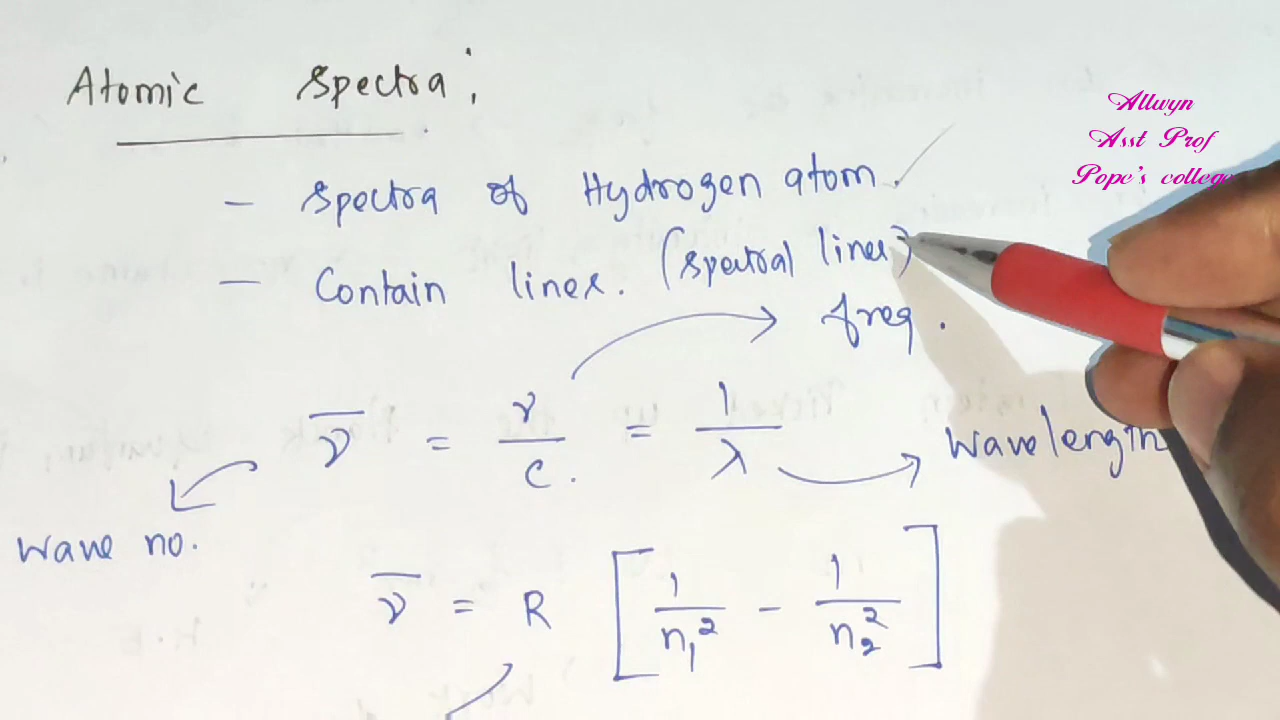 Atomic Spectra:
Allwyn
Asst Prof
Pope's college
- Spectra of Hydrogen atom.
- Contain lines. (spectral lines)
freq.
ν̅ = ν/c. = 1/λ
Wavelength
Wave no.
ν̅ = R [1/n₁² - 1/n₂²]